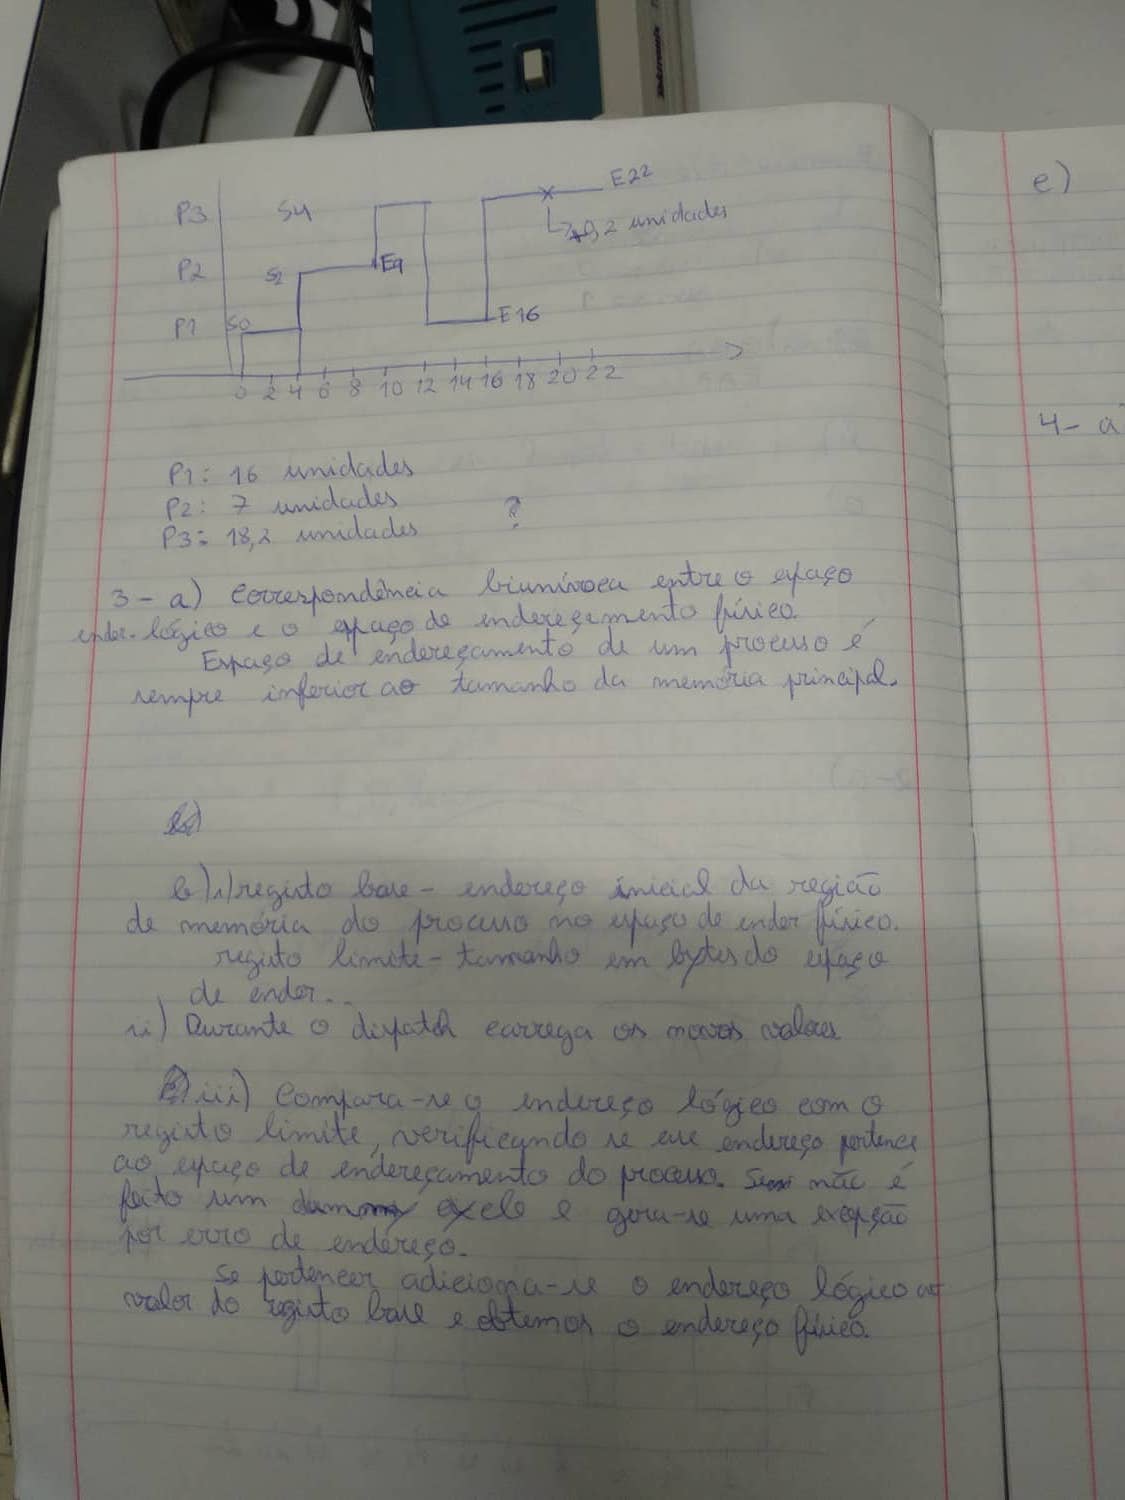 P3 S4 E22
+0,2 unidades
P2 S2 E9
P1 S0 E16
0 2 4 6 8 10 12 14 16 18 20 22
P1: 16 unidades
P2: 7 unidades
?
P3: 18,2 unidades
3- a) Correspondência biunívoca entre o espaço
ender. lógico e o espaço de endereçamento físico.
Espaço de endereçamento de um processo é
sempre inferior ao tamanho da memória principal.
b) i) registo base - endereço inicial da região
de memória do processo no espaço de ender físico.
registo limite - tamanho em bytes do espaço
de ender..
ii) Durante o dispatch carrega os novos valores
iii) Compara-se o endereço lógico com o
registo limite, verificando se esse endereço pertence
ao espaço de endereçamento do processo. não é
feito um dummy e gera-se uma exepção
por erro de endereço.
Se pertencer adiciona-se o endereço lógico ao
valor do registo base e obtemos o endereço físico.
e)
4- a